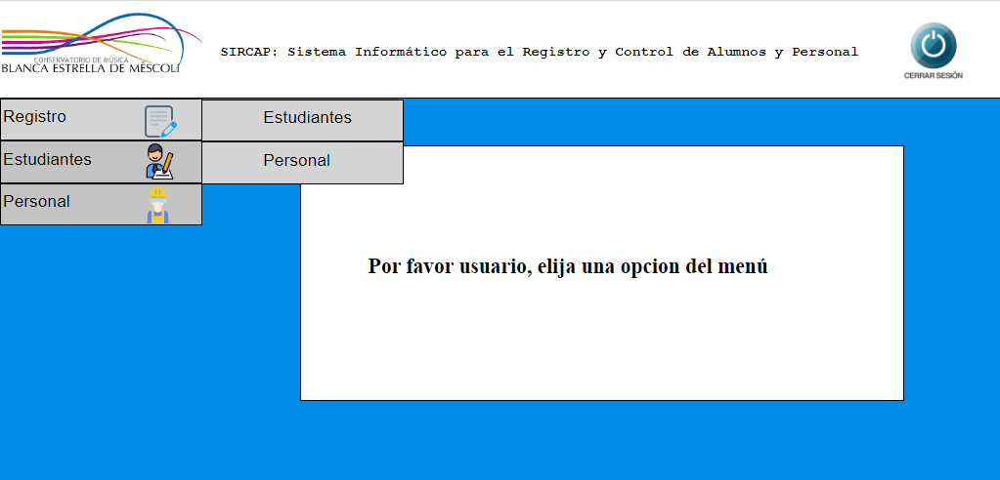 CONSERVATORIO DE MÚSICA
BLANCA ESTRELLA DE MÉSCOLI
SIRCAP: Sistema Informático para el Registro y Control de Alumnos y Personal
CERRAR SESIÓN
Registro
Estudiantes
Estudiantes
Personal
Personal
Por favor usuario, elija una opcion del menú